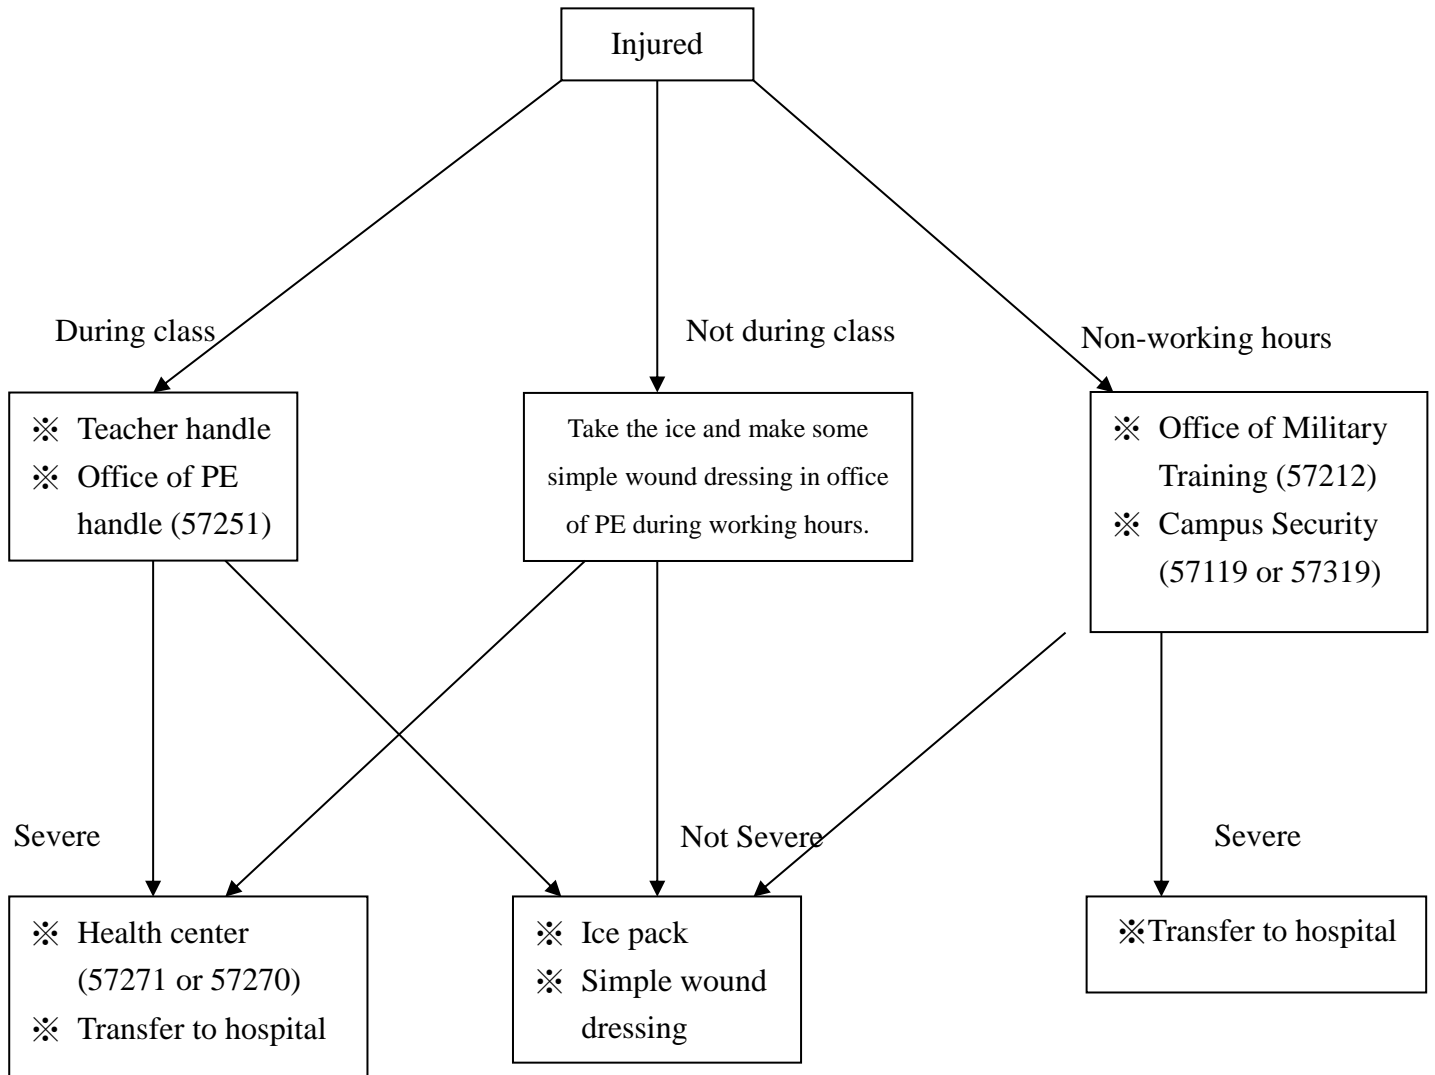 Injured
During class
Not during class
Non-working hours
※ Teacher handle
※ Office of PE
handle (57251)
Take the ice and make some
simple wound dressing in office
of PE during working hours.
※ Office of Military
Training (57212)
※ Campus Security
(57119 or 57319)
Severe
Not Severe
Severe
※ Health center
(57271 or 57270)
※ Transfer to hospital
※ Ice pack
※ Simple wound
dressing
※Transfer to hospital